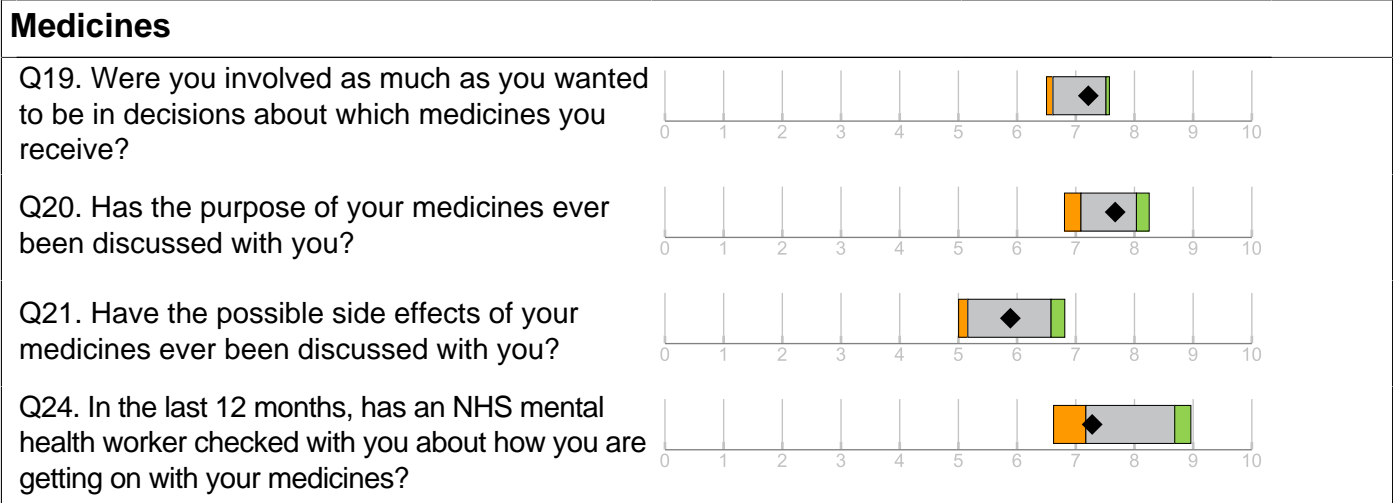 Medicines
Q19. Were you involved as much as you wanted
to be in decisions about which medicines you
receive?
0 1 2 3 4 5 6 7 8 9 10
Q20. Has the purpose of your medicines ever
been discussed with you?
0 1 2 3 4 5 6 7 8 9 10
Q21. Have the possible side effects of your
medicines ever been discussed with you?
0 1 2 3 4 5 6 7 8 9 10
Q24. In the last 12 months, has an NHS mental
health worker checked with you about how you are
getting on with your medicines?
0 1 2 3 4 5 6 7 8 9 10